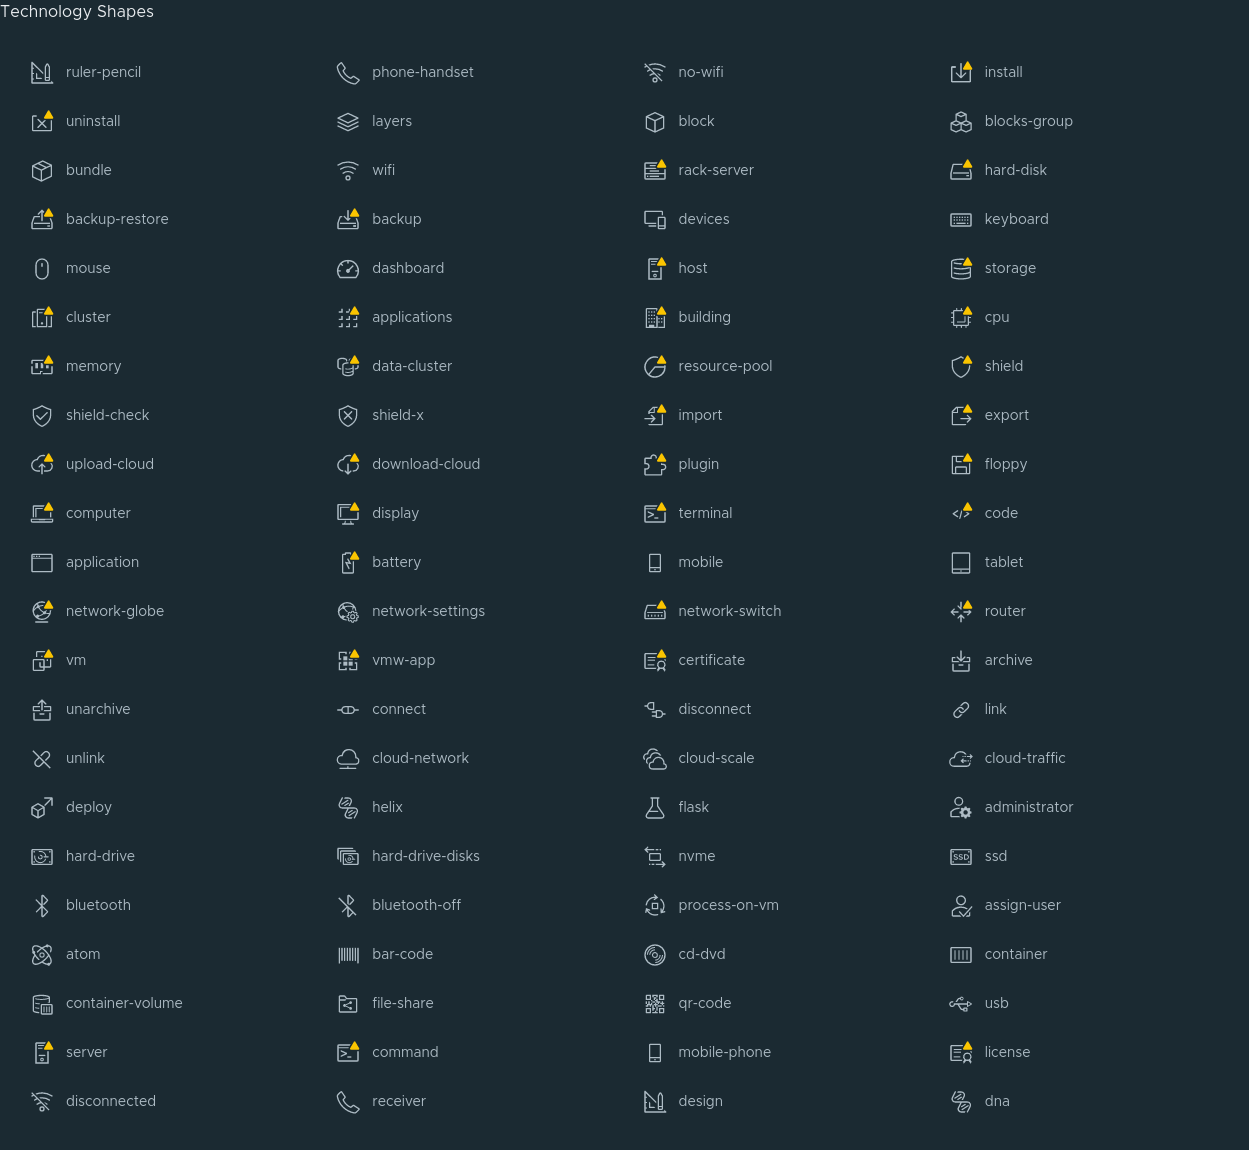 Technology Shapes
ruler-pencil phone-handset no-wifi install
uninstall layers block blocks-group
bundle wifi rack-server hard-disk
backup-restore backup devices keyboard
mouse dashboard host storage
cluster applications building cpu
memory data-cluster resource-pool shield
shield-check shield-x import export
upload-cloud download-cloud plugin floppy
computer display terminal code
application battery mobile tablet
network-globe network-settings network-switch router
vm vmw-app certificate archive
unarchive connect disconnect link
unlink cloud-network cloud-scale cloud-traffic
deploy helix flask administrator
hard-drive hard-drive-disks nvme SSD ssd
bluetooth bluetooth-off process-on-vm assign-user
atom bar-code cd-dvd container
container-volume file-share qr-code usb
server command mobile-phone license
disconnected receiver design dna